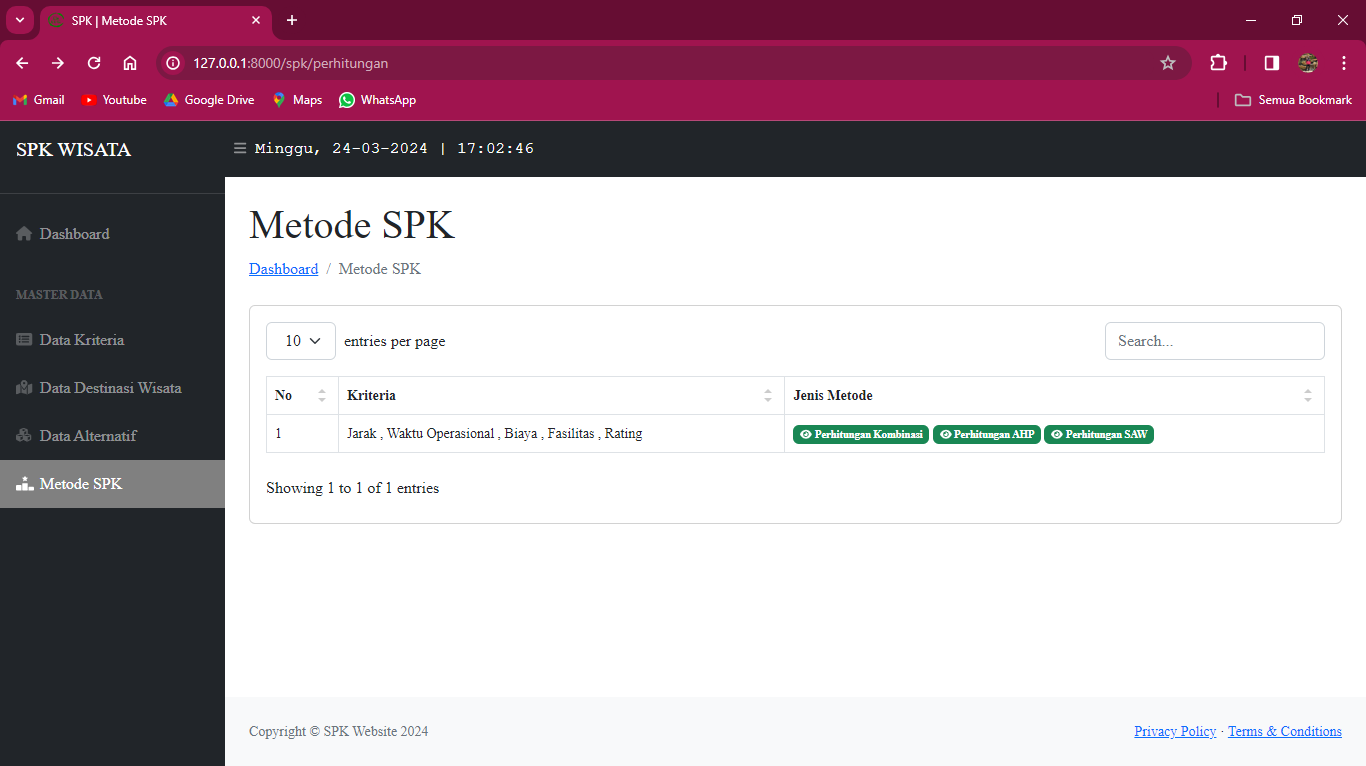 SPK | Metode SPK
127.0.0.1:8000/spk/perhitungan
Gmail Youtube Google Drive Maps WhatsApp Semua Bookmark
SPK WISATA
Minggu, 24-03-2024 | 17:02:46
Dashboard
MASTER DATA
Data Kriteria
Data Destinasi Wisata
Data Alternatif
Metode SPK
Metode SPK
Dashboard / Metode SPK
10 entries per page
Search...
No Kriteria Jenis Metode
1 Jarak , Waktu Operasional , Biaya , Fasilitas , Rating Perhitungan Kombinasi Perhitungan AHP Perhitungan SAW
Showing 1 to 1 of 1 entries
Copyright © SPK Website 2024
Privacy Policy · Terms & Conditions